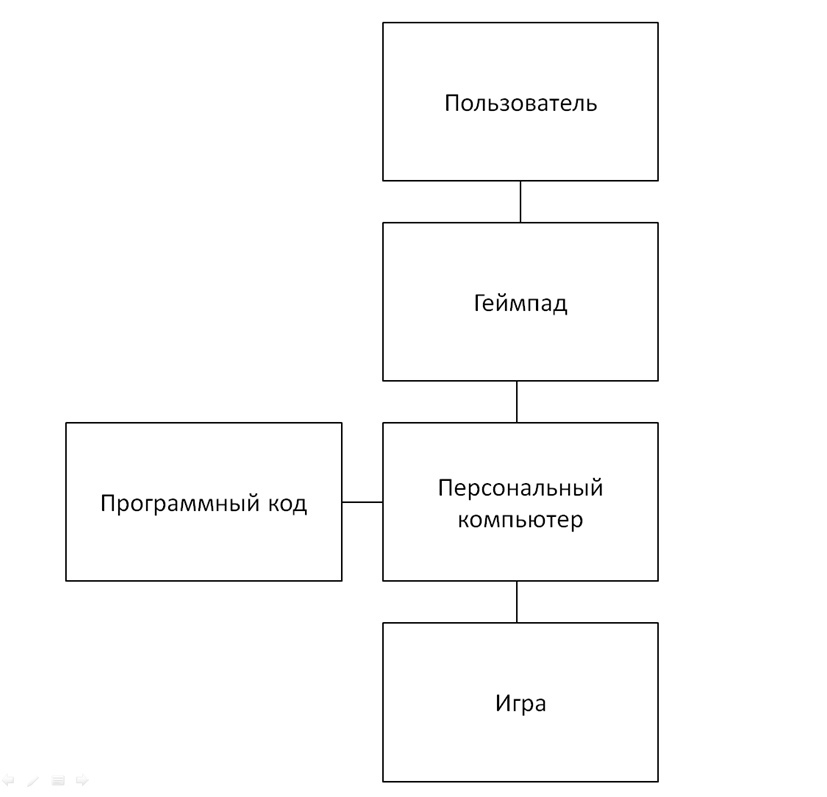 Пользователь
Геймпад
Программный код
Персональный
компьютер
Игра